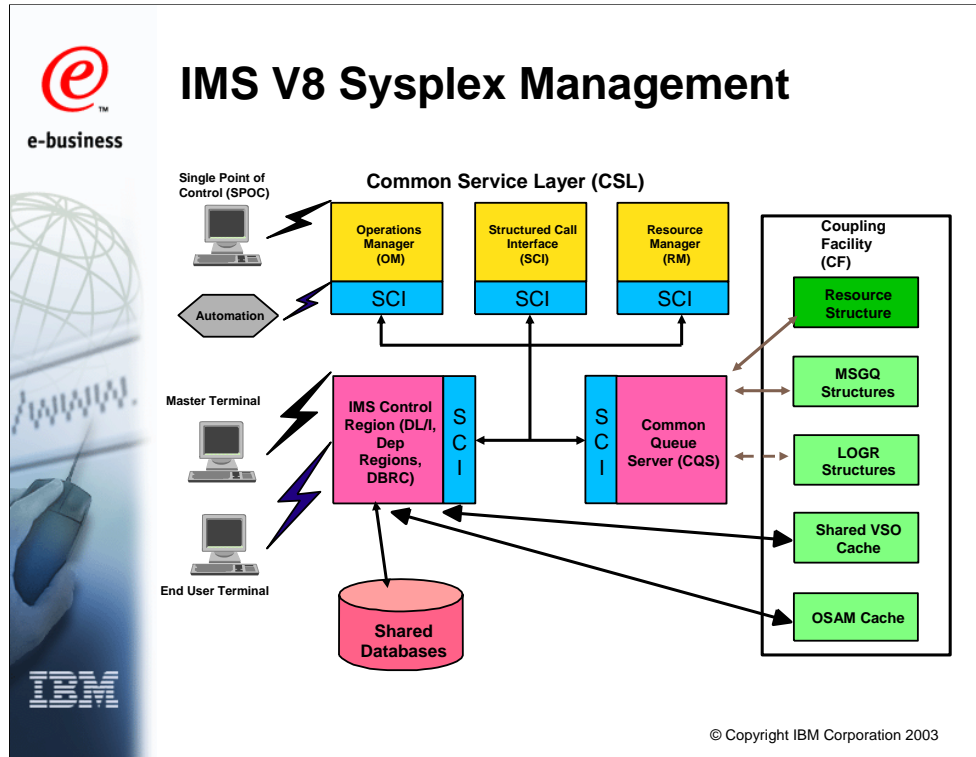 e
TM
e-business
IMS V8 Sysplex Management
Single Point of
Control (SPOC)
Common Service Layer (CSL)
Operations
Manager
(OM)
Structured Call
Interface
(SCI)
Resource
Manager
(RM)
SCI
SCI
SCI
Automation
Coupling
Facility
(CF)
Resource
Structure
MSGQ
Structures
LOGR
Structures
Shared VSO
Cache
OSAM Cache
Master Terminal
IMS Control
Region (DL/I,
Dep
Regions,
DBRC)
S
C
I
S
C
I
Common
Queue
Server (CQS)
End User Terminal
Shared
Databases
IBM
© Copyright IBM Corporation 2003